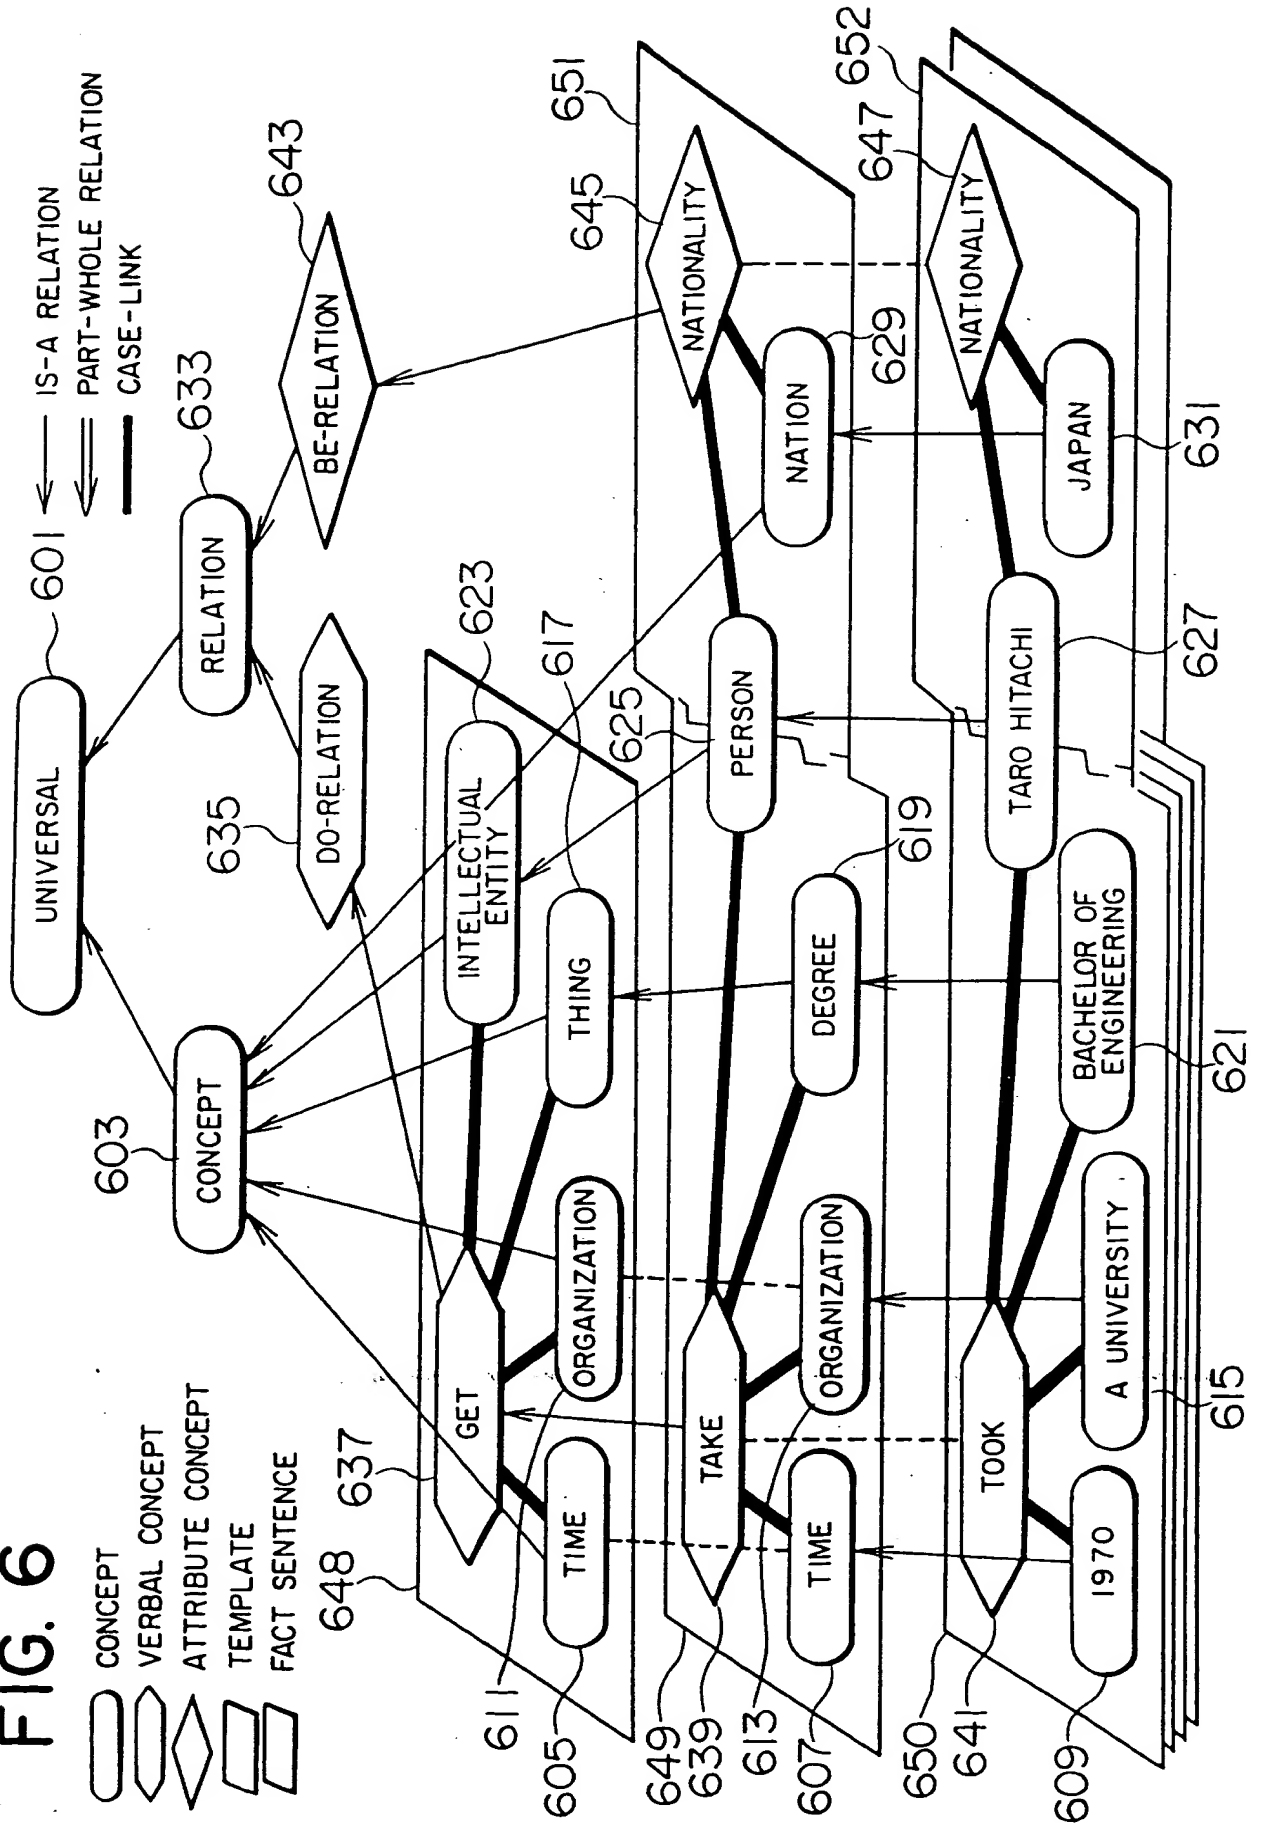 FIG. 6
CONCEPT
VERBAL CONCEPT
ATTRIBUTE CONCEPT
TEMPLATE
FACT SENTENCE
IS-A RELATION
PART-WHOLE RELATION
CASE-LINK
601
UNIVERSAL
603
CONCEPT
633
RELATION
635
DO-RELATION
643
BE-RELATION
648
637
GET
INTELLECTUAL
ENTITY
623
617
THING
ORGANIZATION
611
TIME
605
651
645
NATIONALITY
NATION
629
625
PERSON
619
DEGREE
TAKE
ORGANIZATION
TIME
649
639
613
607
652
647
NATIONALITY
JAPAN
631
TARO HITACHI
627
BACHELOR OF
ENGINEERING
621
TOOK
A UNIVERSITY
615
1970
650
641
609